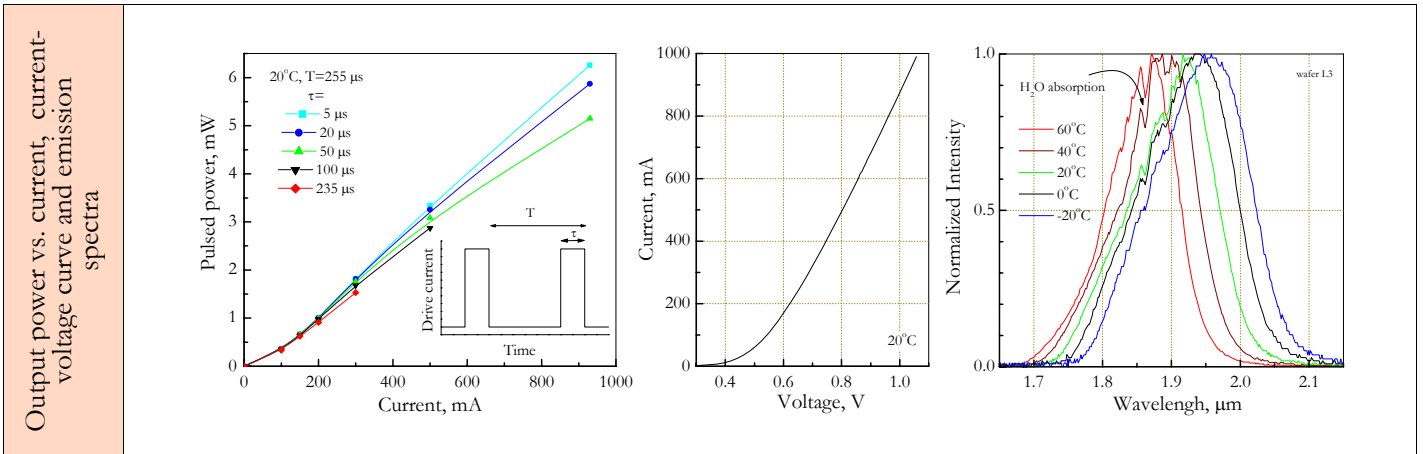 Output power vs. current, current-
voltage curve and emission
spectra
6
5
4
3
2
1
0
Pulsed power, mW
20°C, T=255 μs
τ=
5 μs
20 μs
50 μs
100 μs
235 μs
T
τ
Drive current
Time
0 200 400 600 800 1000
Current, mA
1000
800
600
400
200
0
Current, mA
20°C
0.4 0.6 0.8 1.0
Voltage, V
1.0
0.5
0.0
Normalized Intensity
wafer L3
H2O absorption
60°C
40°C
20°C
0°C
-20°C
1.7 1.8 1.9 2.0 2.1
Wavelengh, μm